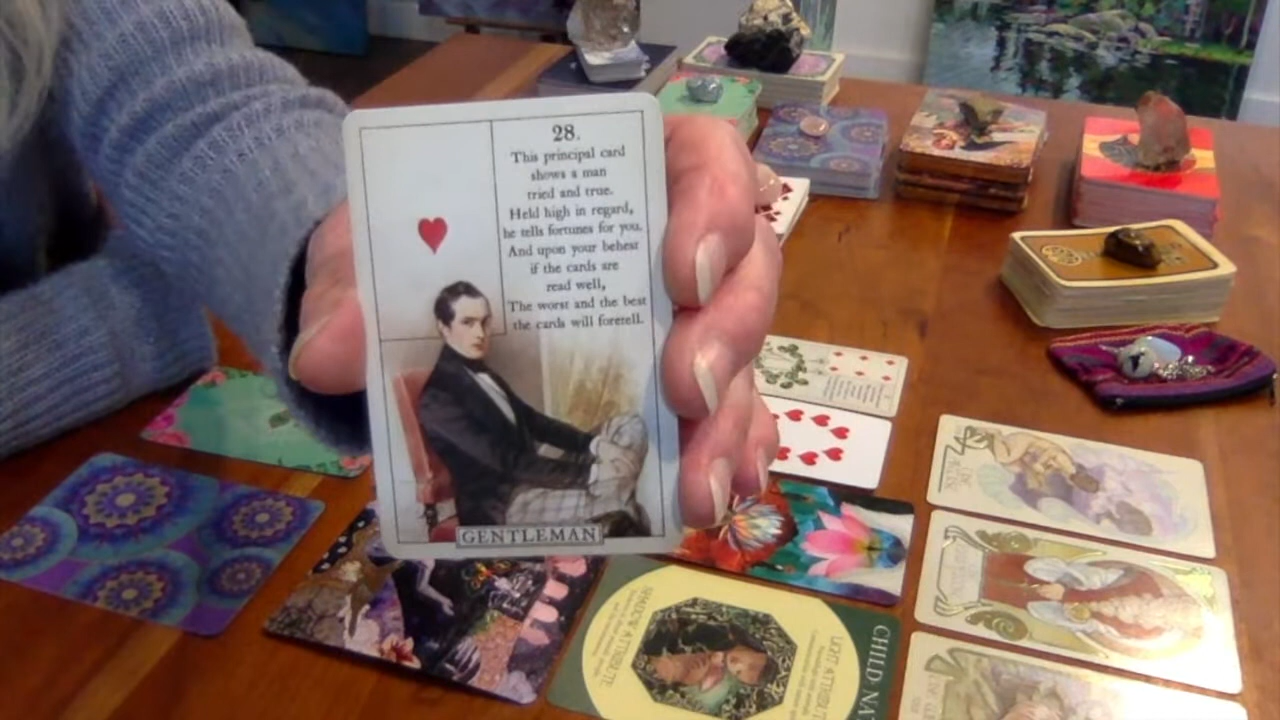 28.
This principal card
shows a man
tried and true.
Held high in regard,
he tells fortunes for you.
And upon your behest
if the cards are
read well,
The worst and the best
the cards will foretell.
GENTLEMAN
SHADOW ATTRIBUTE
LIGHT ATTRIBUTE
CHILD NA